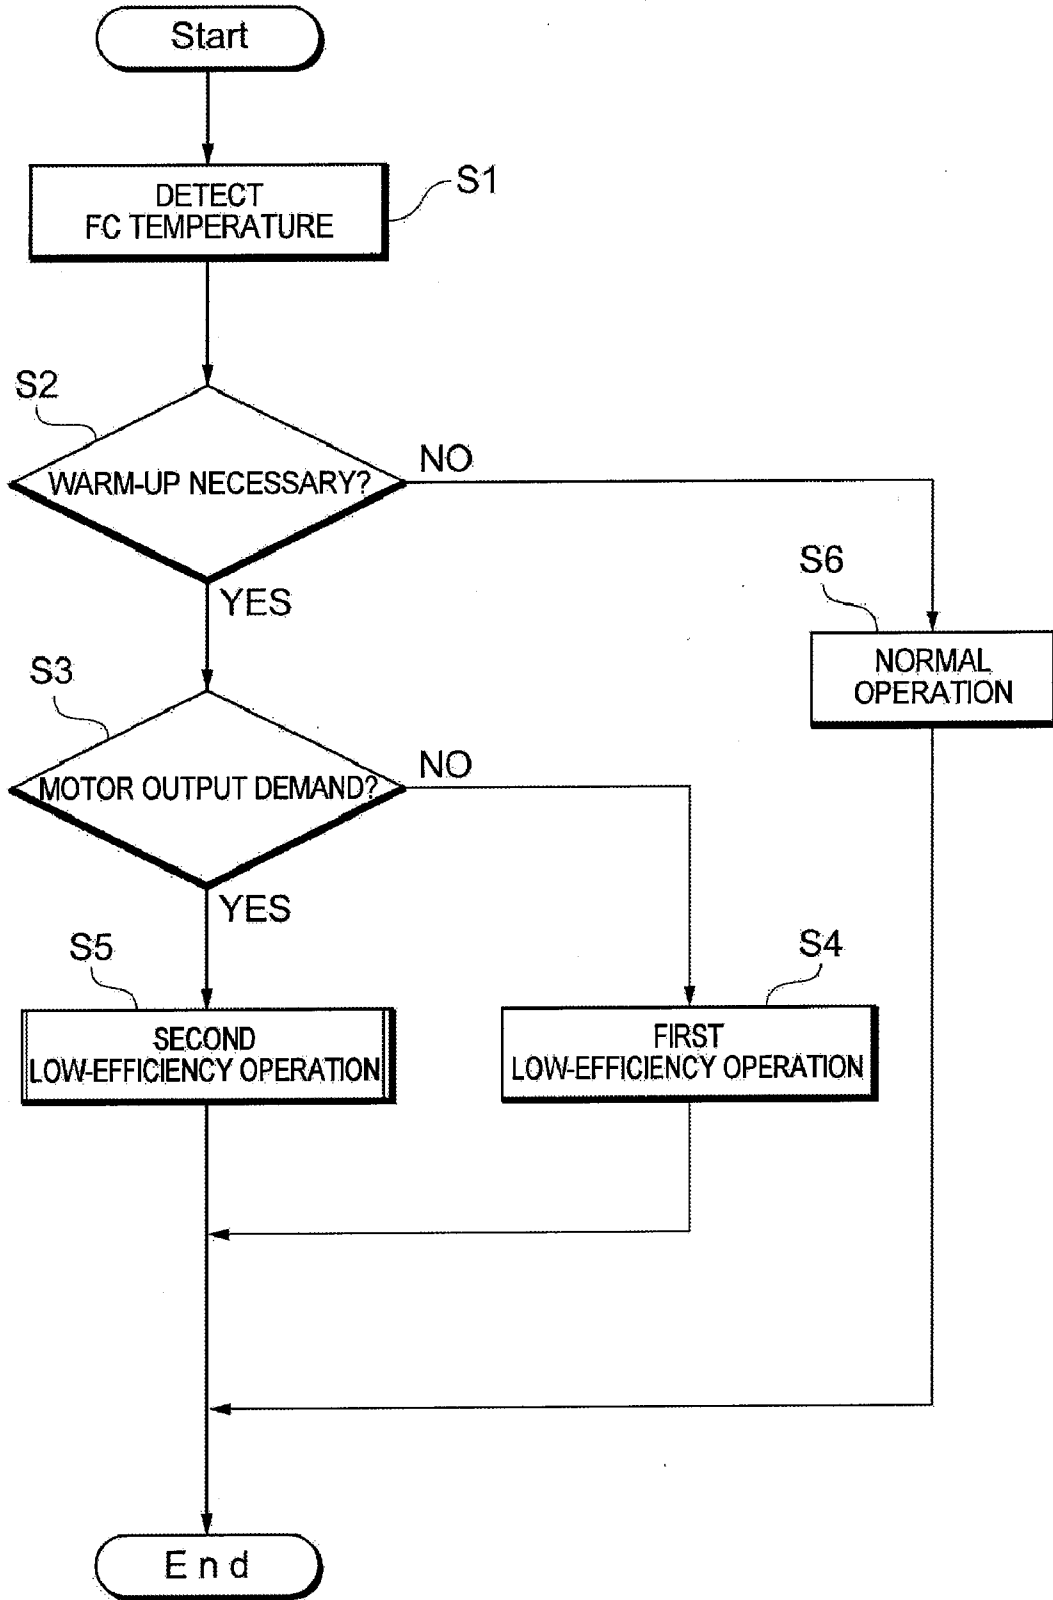 Start
DETECT
FC TEMPERATURE
S1
S2
WARM-UP NECESSARY?
NO
YES
S6
NORMAL
OPERATION
S3
MOTOR OUTPUT DEMAND?
NO
YES
S5
SECOND
LOW-EFFICIENCY OPERATION
S4
FIRST
LOW-EFFICIENCY OPERATION
End